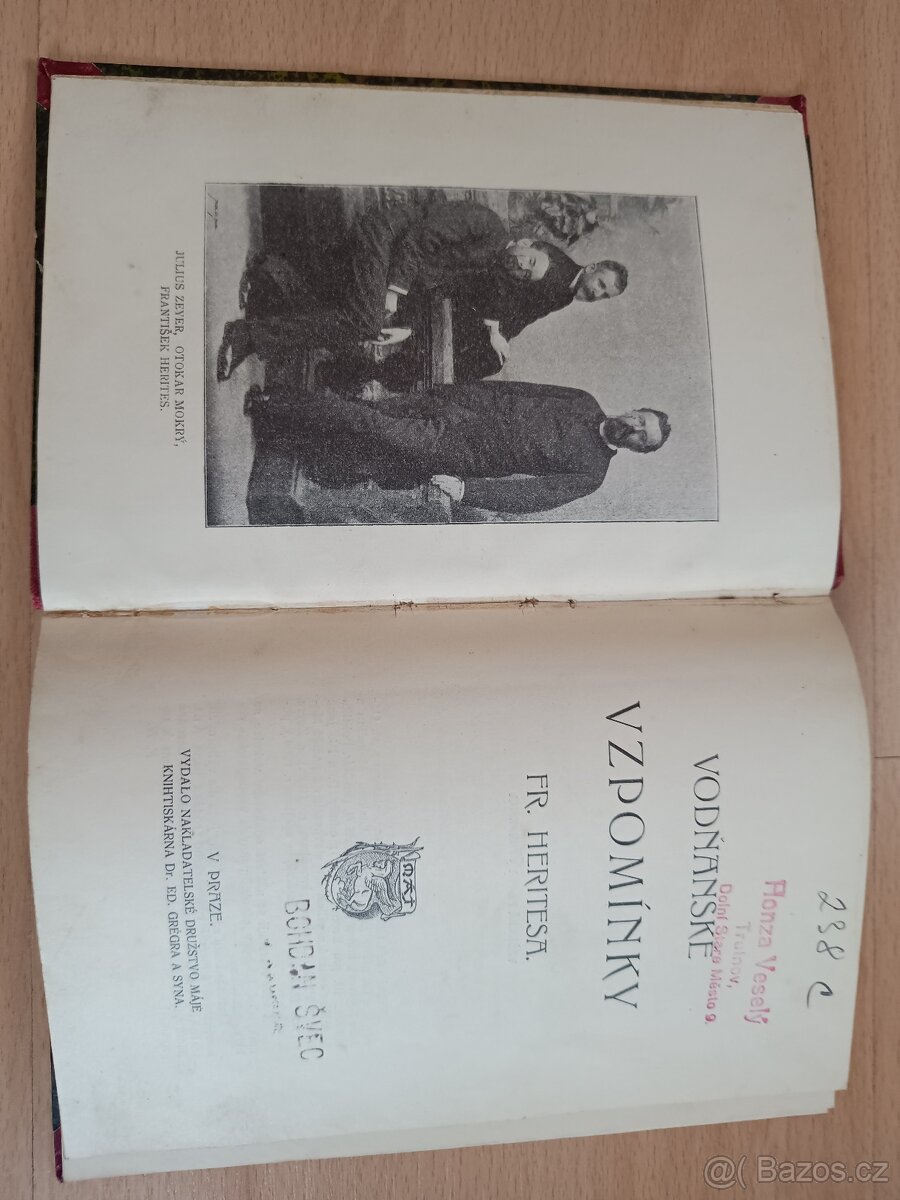 JULIUS ZEYER, OTOKAR MOKRÝ,
FRANTIŠEK HERITES.
238 C
Honza Veselý
Trutnov,
Dolní Staré Město 9.
VODŇANSKÉ
VZPOMÍNKY
FR. HERITESA.
MÁJ
BOHDAN ŠVEC
V PRAZE.
VYDALO NAKLADATELSKÉ DRUŽSTVO MÁJE
KNIHTISKÁRNA Dr. ED. GRÉGRA A SYNA.
@( Bazos.cz